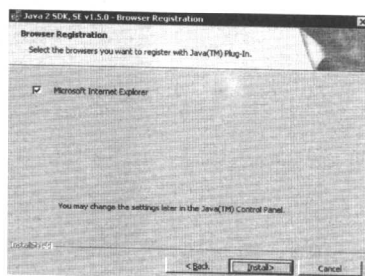 Java 2 SDK, SE v1.5.0 - Browser Registration
Browser Registration
Select the browsers you want to register with Java(TM) Plug-In.
Microsoft Internet Explorer
You may change the settings later in the Java(TM) Control Panel.
InstallShield
< Back
Install>
Cancel